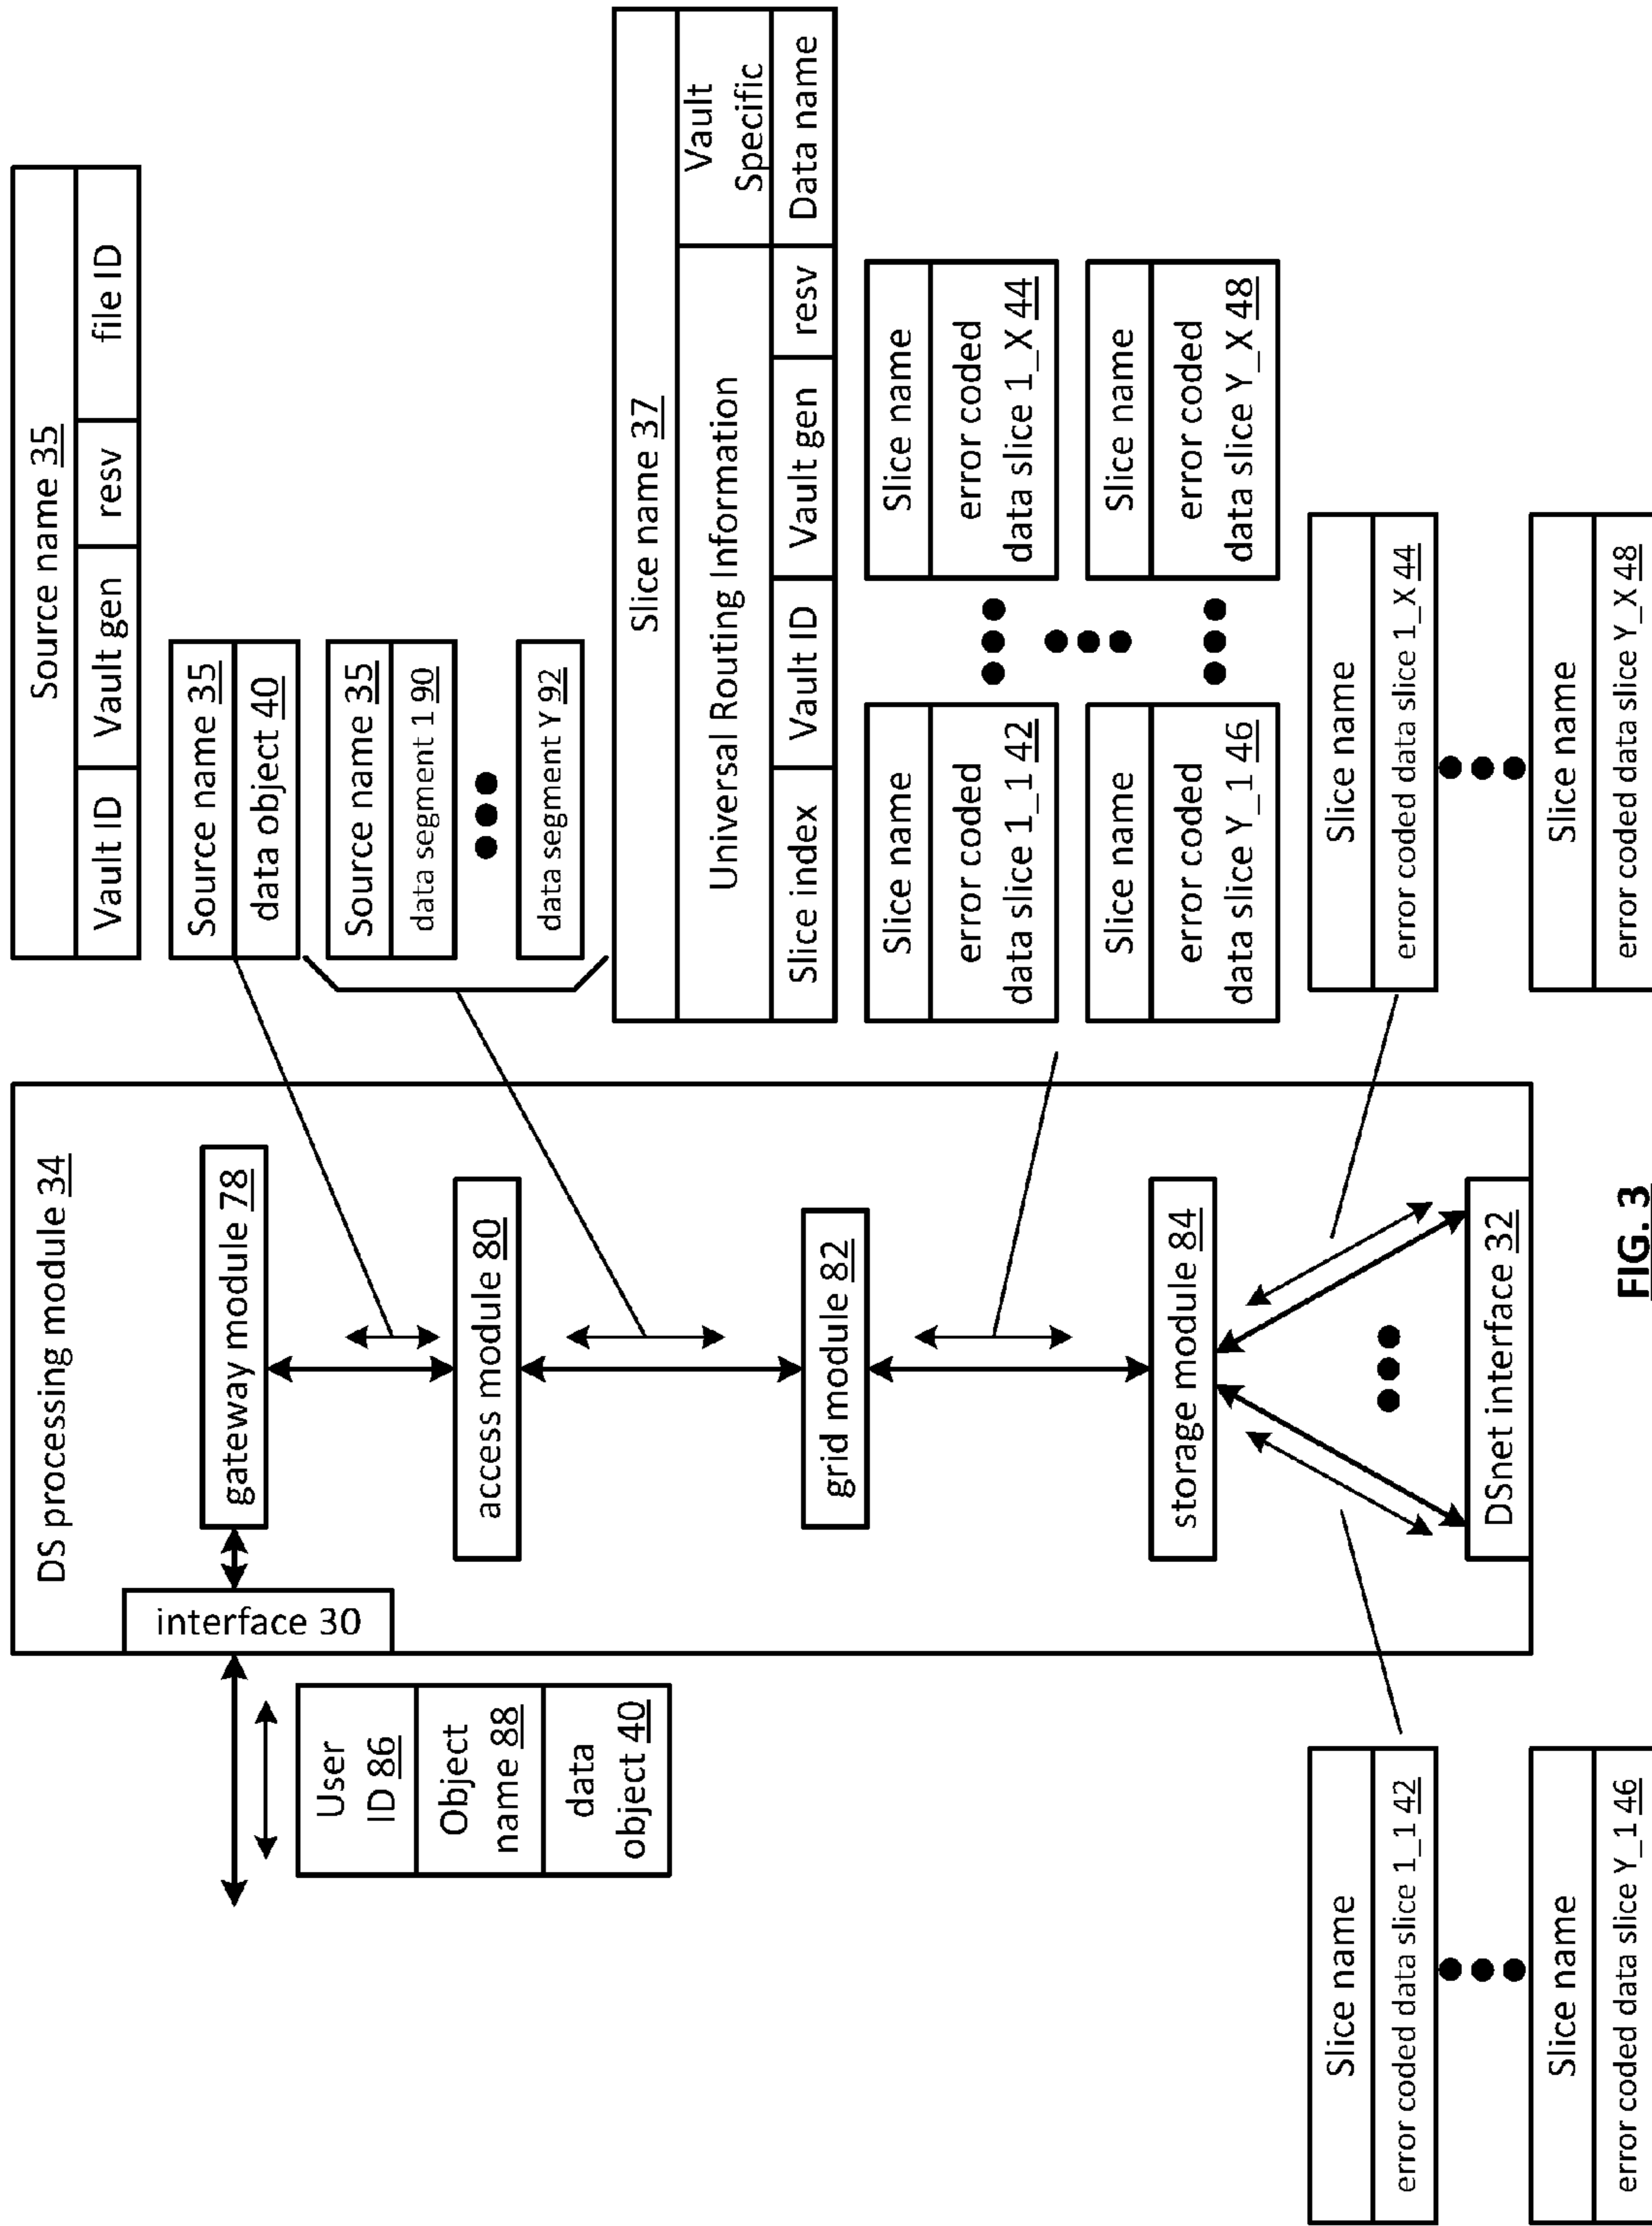 DS processing module 34
interface 30
gateway module 78
access module 80
grid module 82
storage module 84
DSnet interface 32
User
ID 86
Object
name 88
data
object 40
Source name 35
Vault ID
Vault gen
resv
file ID
Source name 35
data object 40
Source name 35
data segment 1 90
data segment Y 92
Slice name 37
Universal Routing Information
Vault
Specific
Slice index
Vault ID
Vault gen
resv
Data name
Slice name
error coded
data slice 1_1 42
Slice name
error coded
data slice 1_X 44
Slice name
error coded
data slice Y_1 46
Slice name
error coded
data slice Y_X 48
Slice name
error coded data slice 1_1 42
Slice name
error coded data slice Y_1 46
Slice name
error coded data slice 1_X 44
Slice name
error coded data slice Y_X 48
FIG. 3